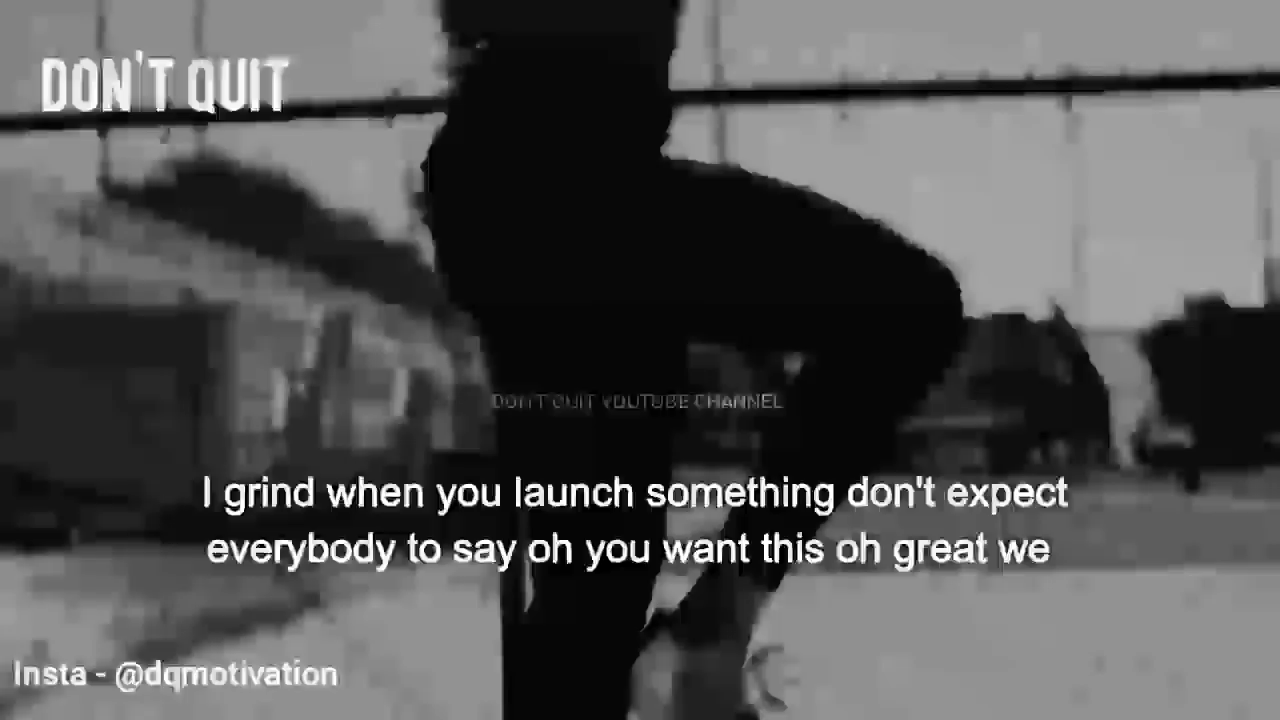 DON'T QUIT
DON'T QUIT YOUTUBE CHANNEL
I grind when you launch something don't expect
everybody to say oh you want this oh great we
Insta - @dqmotivation